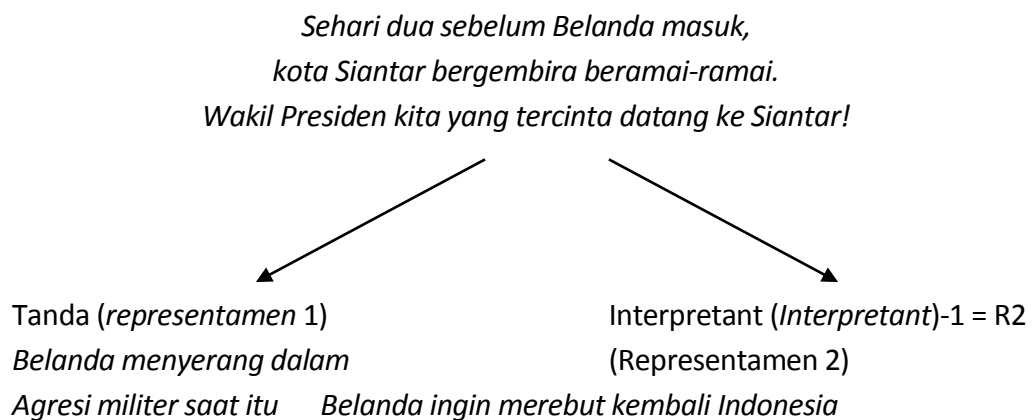 Sehari dua sebelum Belanda masuk,
kota Siantar bergembira beramai-ramai.
Wakil Presiden kita yang tercinta datang ke Siantar!
Tanda (representamen 1) Interpretant (Interpretant)-1 = R2
Belanda menyerang dalam (Representamen 2)
Agresi militer saat itu Belanda ingin merebut kembali Indonesia